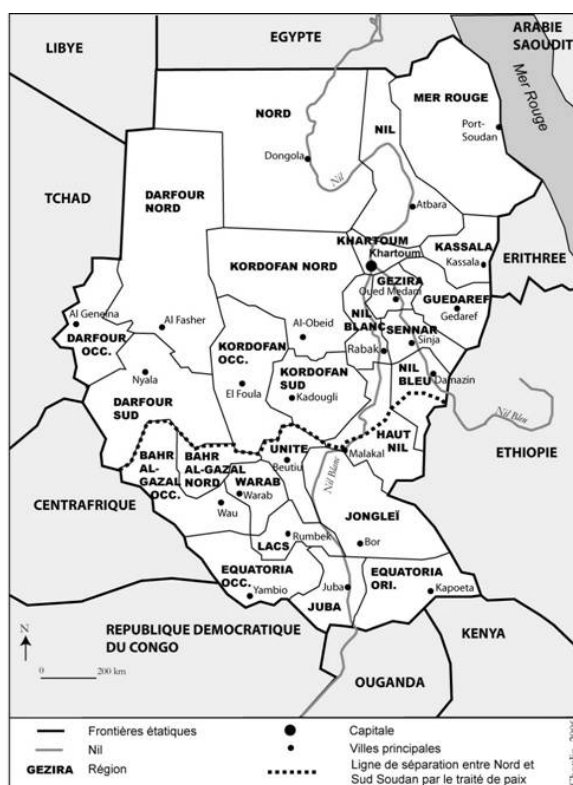 LIBYE
EGYPTE
ARABIE
SAOUDIT
Mer Rouge
NORD
NIL
MER ROUGE
Port-
Soudan
Dongola
Nil
TCHAD
DARFOUR
NORD
Atbara
KHARTOUM
Khartoum
KASSALA
Kassala
ERITHREE
KORDOFAN NORD
GEZIRA
Oued Medani
GUEDAREF
Gedaref
Al Geneina
DARFOUR
OCC.
Al Fasher
Al-Obeid
NIL
BLANC
SENNAR
Sinja
KORDOFAN
OCC.
Rabak
Nyala
KORDOFAN
SUD
NIL
BLEU
Damazin
El Foula
Kadougli
DARFOUR
SUD
Nil Bleu
HAUT
NIL
UNITE
Malakal
ETHIOPIE
BAHR
AL-
GAZAL
OCC.
BAHR
AL-GAZAL
NORD
Beutiu
WARAB
Warab
Nil Blanc
CENTRAFRIQUE
Wau
JONGLEÏ
LACS
Rumbek
Bor
EQUATORIA
OCC.
Yambio
Juba
JUBA
EQUATORIA
ORI.
Kapoeta
N
0 200 km
REPUBLIQUE DEMOCRATIQUE
DU CONGO
KENYA
OUGANDA
Frontières étatiques
Nil
GEZIRA Région
Capitale
Villes principales
Ligne de séparation entre Nord et
Sud Soudan par le traité de paix